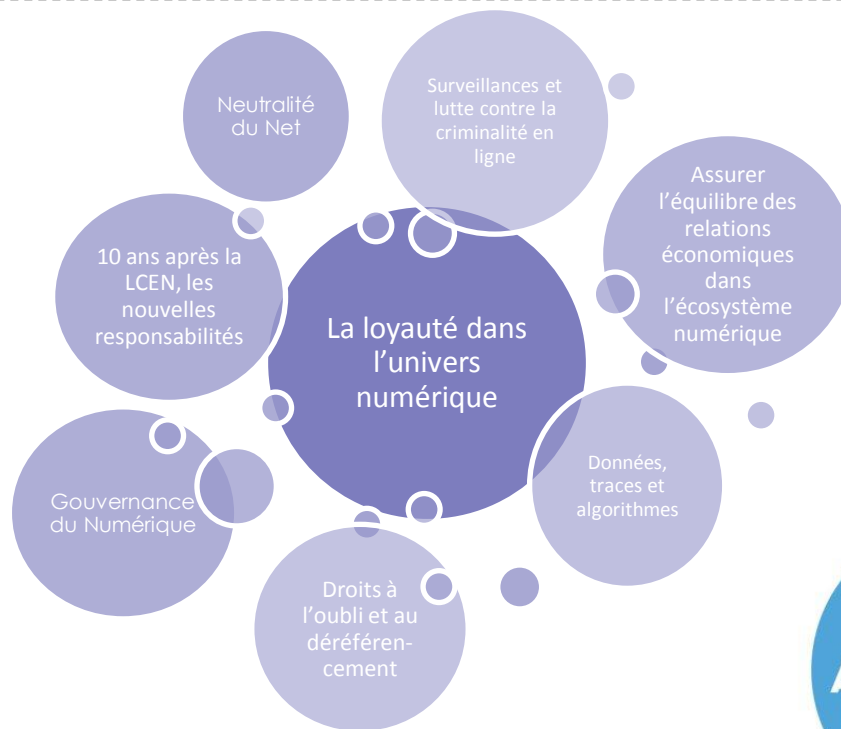 Neutralité
du Net
Surveillances et
lutte contre la
criminalité en
ligne
Assurer
l'équilibre des
relations
économiques
dans
l'écosystème
numérique
10 ans après la
LCEN, les
nouvelles
responsabilités
La loyauté dans
l'univers
numérique
Données,
traces et
algorithmes
Gouvernance
du Numérique
Droits à
l'oubli et au
déréféren-
cement